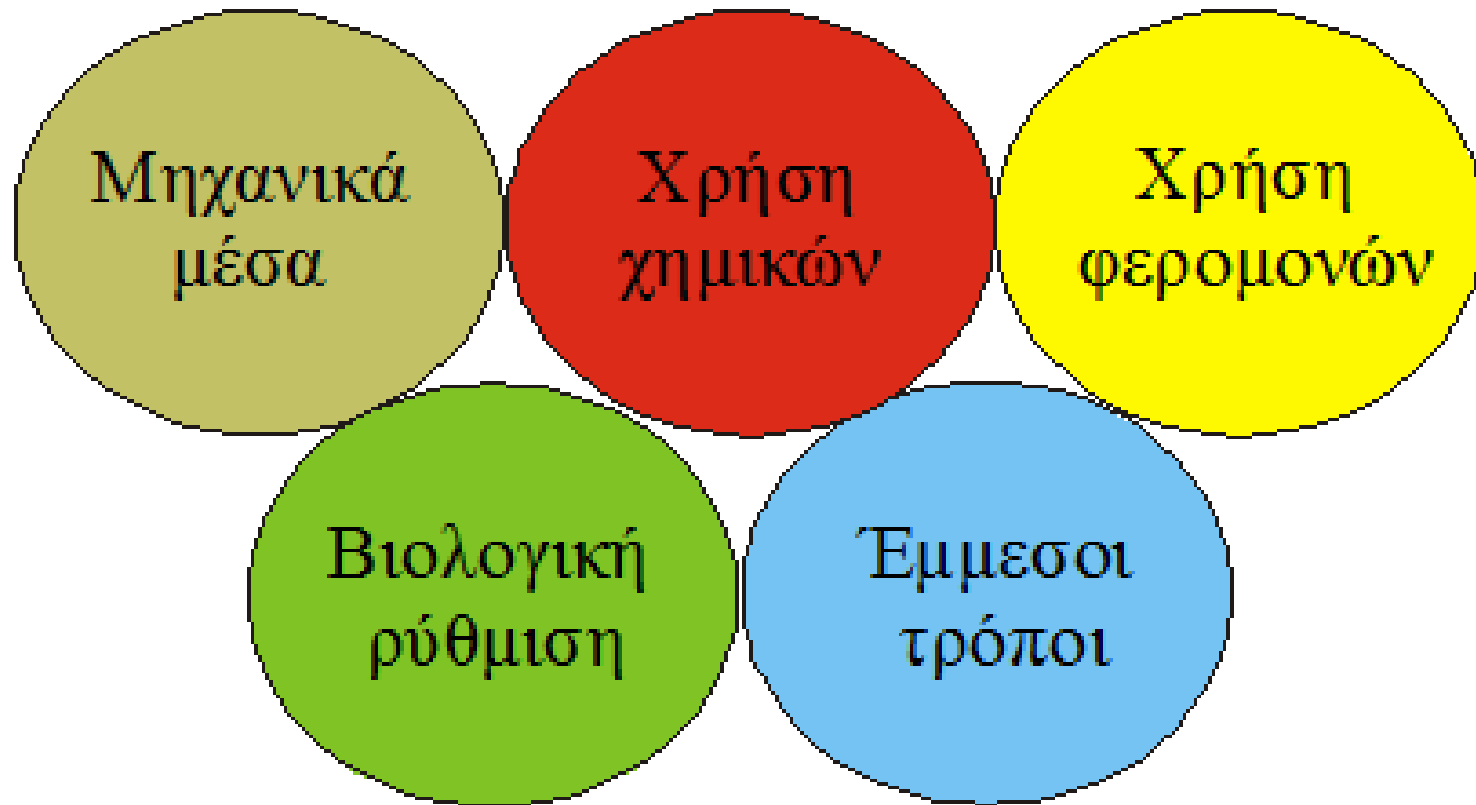 Μηχανικά
μέσα
Χρήση
χημικών
Χρήση
φερομονών
Βιολογική
ρύθμιση
Έμμεσοι
τρόποι